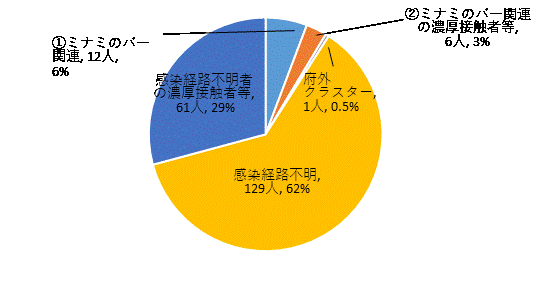 ①ミナミのバー
関連, 12人,
6%
②ミナミのバー関連
の濃厚接触者等,
6人, 3%
府外
クラスター,
1人, 0.5%
感染経路不明,
129人, 62%
感染経路不明者
の濃厚接触者等,
61人, 29%